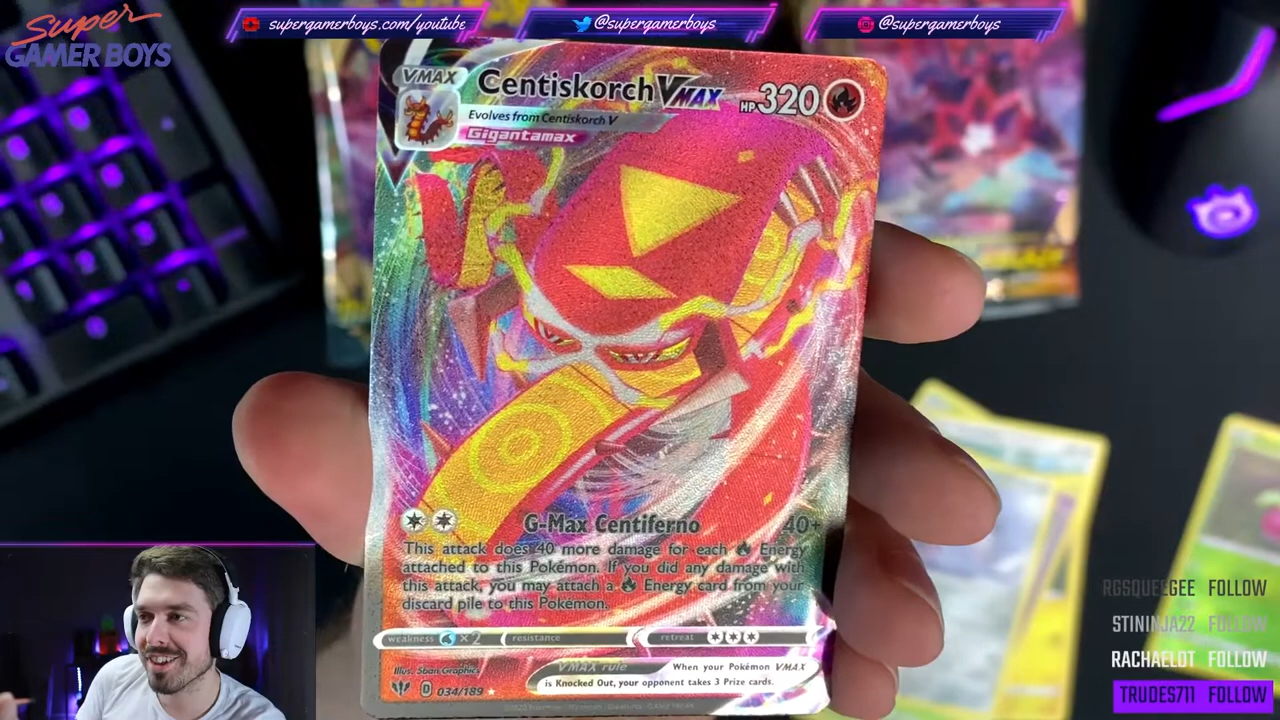 Super
GAMER BOYS
supergamerboys.com/youtube
@supergamerboys
@supergamerboys
VMAX
Centiskorch VMAX
HP 320
Evolves from Centiskorch V
Gigantamax
G-Max Centiferno 40+
This attack does 40 more damage for each Energy
attached to this Pokémon. If you did any damage with
this attack, you may attach a Energy card from your
discard pile to this Pokémon.
weakness ×2 resistance retreat
Illus. 5ban Graphics
VMAX rule When your Pokémon VMAX
is Knocked Out, your opponent takes 3 Prize cards.
D 034/189
RGSQUEEGEE FOLLOW
STININJA22 FOLLOW
RACHAELOT FOLLOW
TRUDES711 FOLLOW